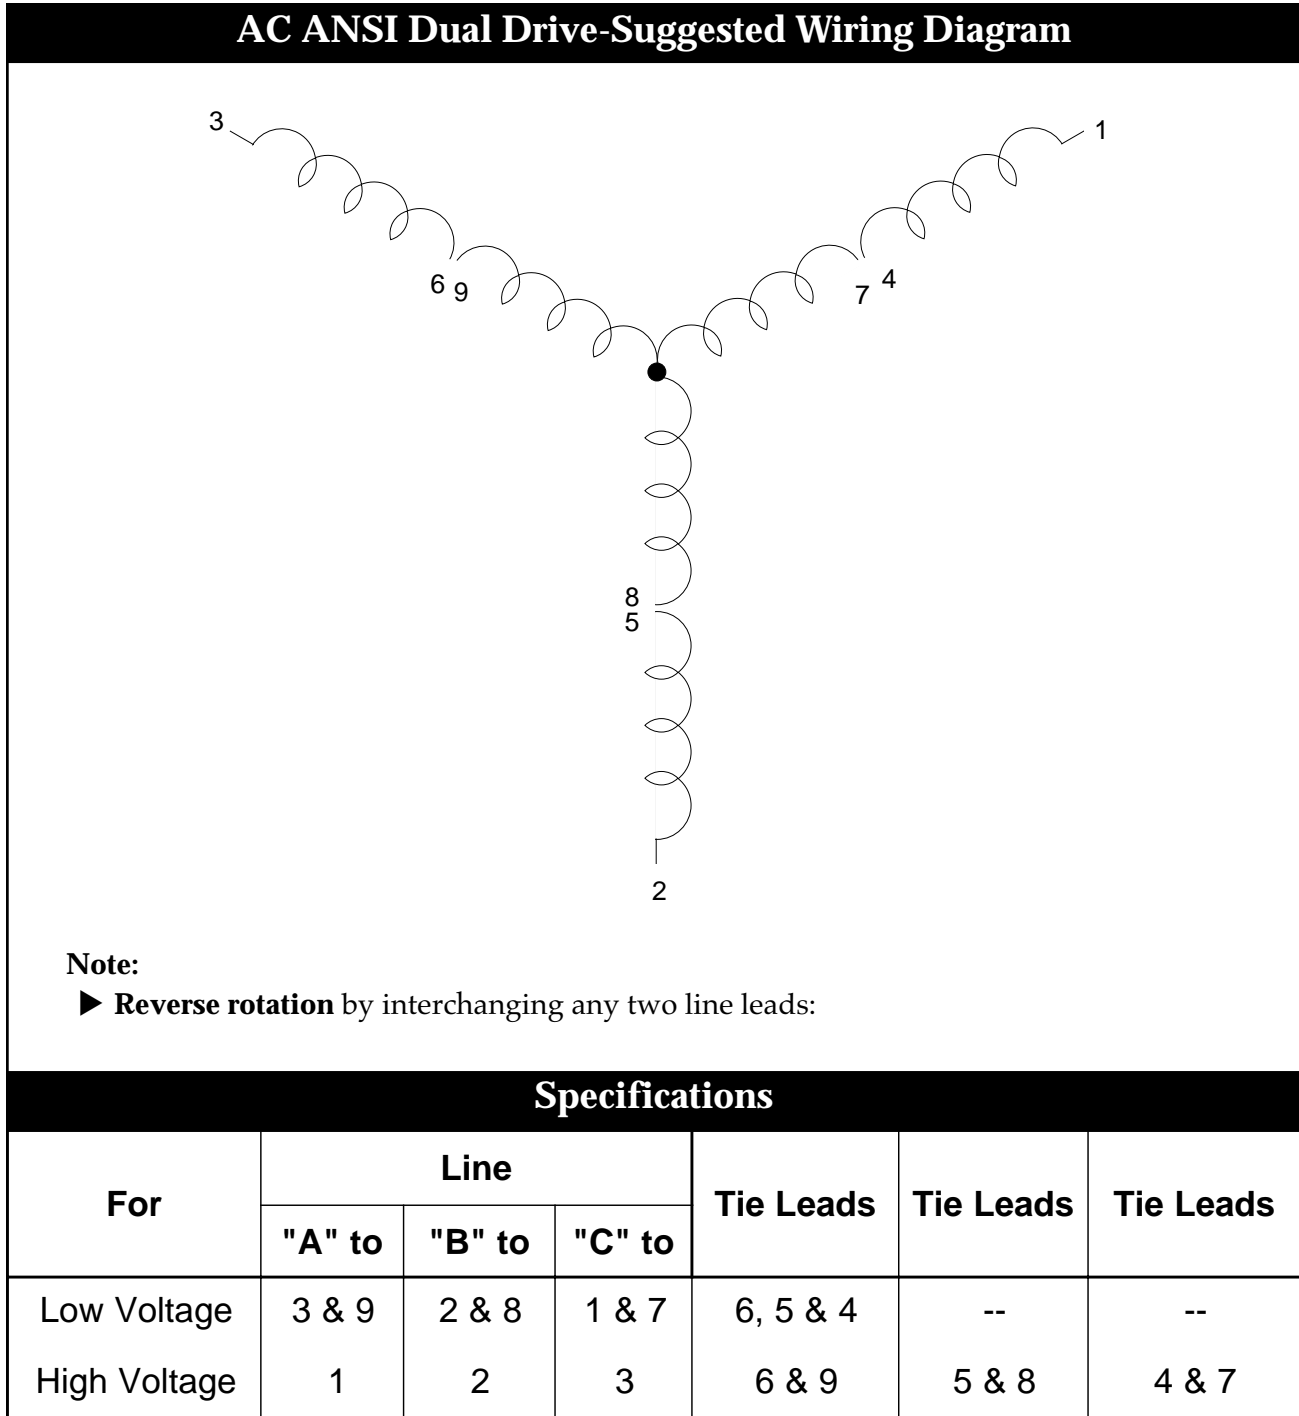 AC ANSI Dual Drive-Suggested Wiring Diagram
3
1
6
9
4
7
8
5
2
Note:
▶ Reverse rotation by interchanging any two line leads:
Specifications
For
Line
Tie Leads
Tie Leads
Tie Leads
"A" to
"B" to
"C" to
Low Voltage
3 & 9
2 & 8
1 & 7
6, 5 & 4
--
--
High Voltage
1
2
3
6 & 9
5 & 8
4 & 7